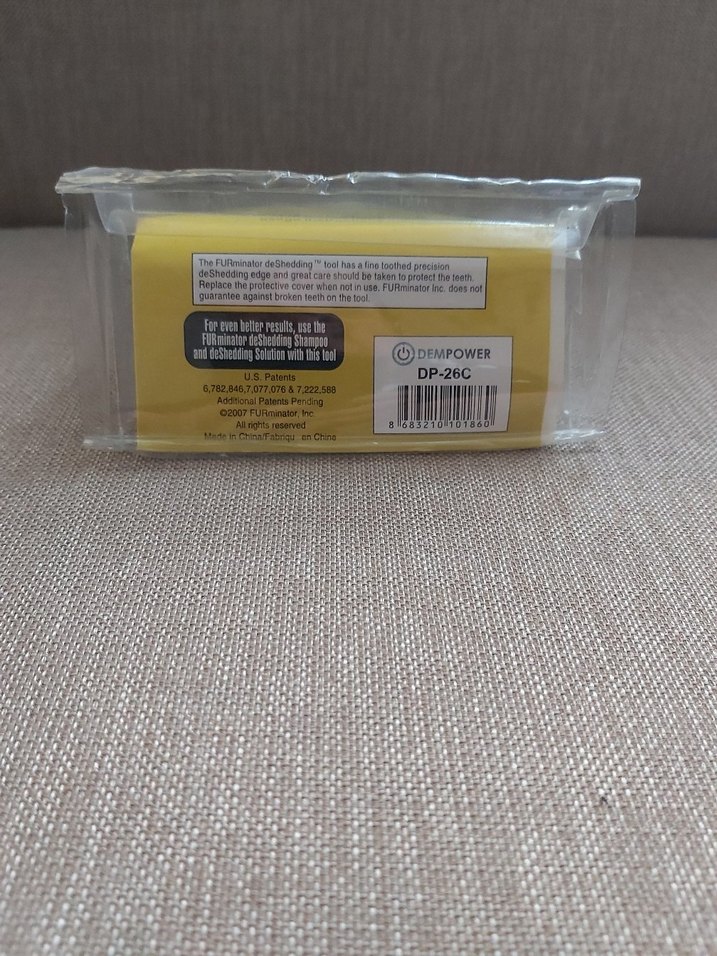 The FURminator deShedding™ tool has a fine toothed precision
deShedding edge and great care should be taken to protect the teeth.
Replace the protective cover when not in use. FURminator Inc. does not
guarantee against broken teeth on the tool.
For even better results, use the
FURminator deShedding Shampoo
and deShedding Solution with this tool
U.S. Patents
6,782,846,7,077,076 & 7,222,588
Additional Patents Pending
©2007 FURminator, Inc.
All rights reserved
Made in China/Fabriqu en China
DEMPOWER
DP-26C
8 683210 101860